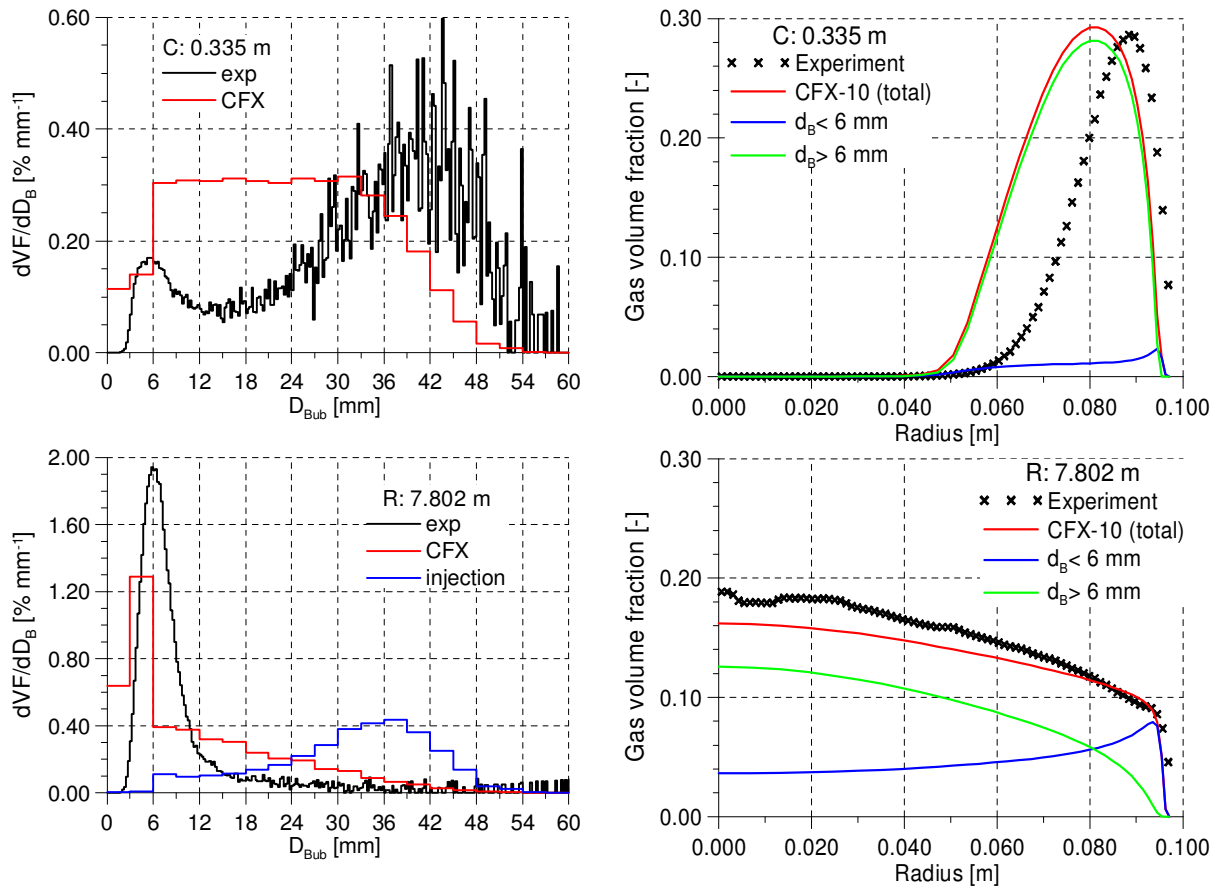 0.60
0.40
0.20
0.00
dVF/dD_B [% mm⁻¹]
C: 0.335 m
exp
CFX
0 6 12 18 24 30 36 42 48 54 60
D_Bub [mm]
0.30
0.20
0.10
0.00
Gas volume fraction [-]
C: 0.335 m
Experiment
CFX-10 (total)
d_B< 6 mm
d_B> 6 mm
0.000 0.020 0.040 0.060 0.080 0.100
Radius [m]
2.00
1.60
1.20
0.80
0.40
0.00
dVF/dD_B [% mm⁻¹]
R: 7.802 m
exp
CFX
injection
0 6 12 18 24 30 36 42 48 54 60
D_Bub [mm]
0.30
0.20
0.10
0.00
Gas volume fraction [-]
R: 7.802 m
Experiment
CFX-10 (total)
d_B< 6 mm
d_B> 6 mm
0.000 0.020 0.040 0.060 0.080 0.100
Radius [m]